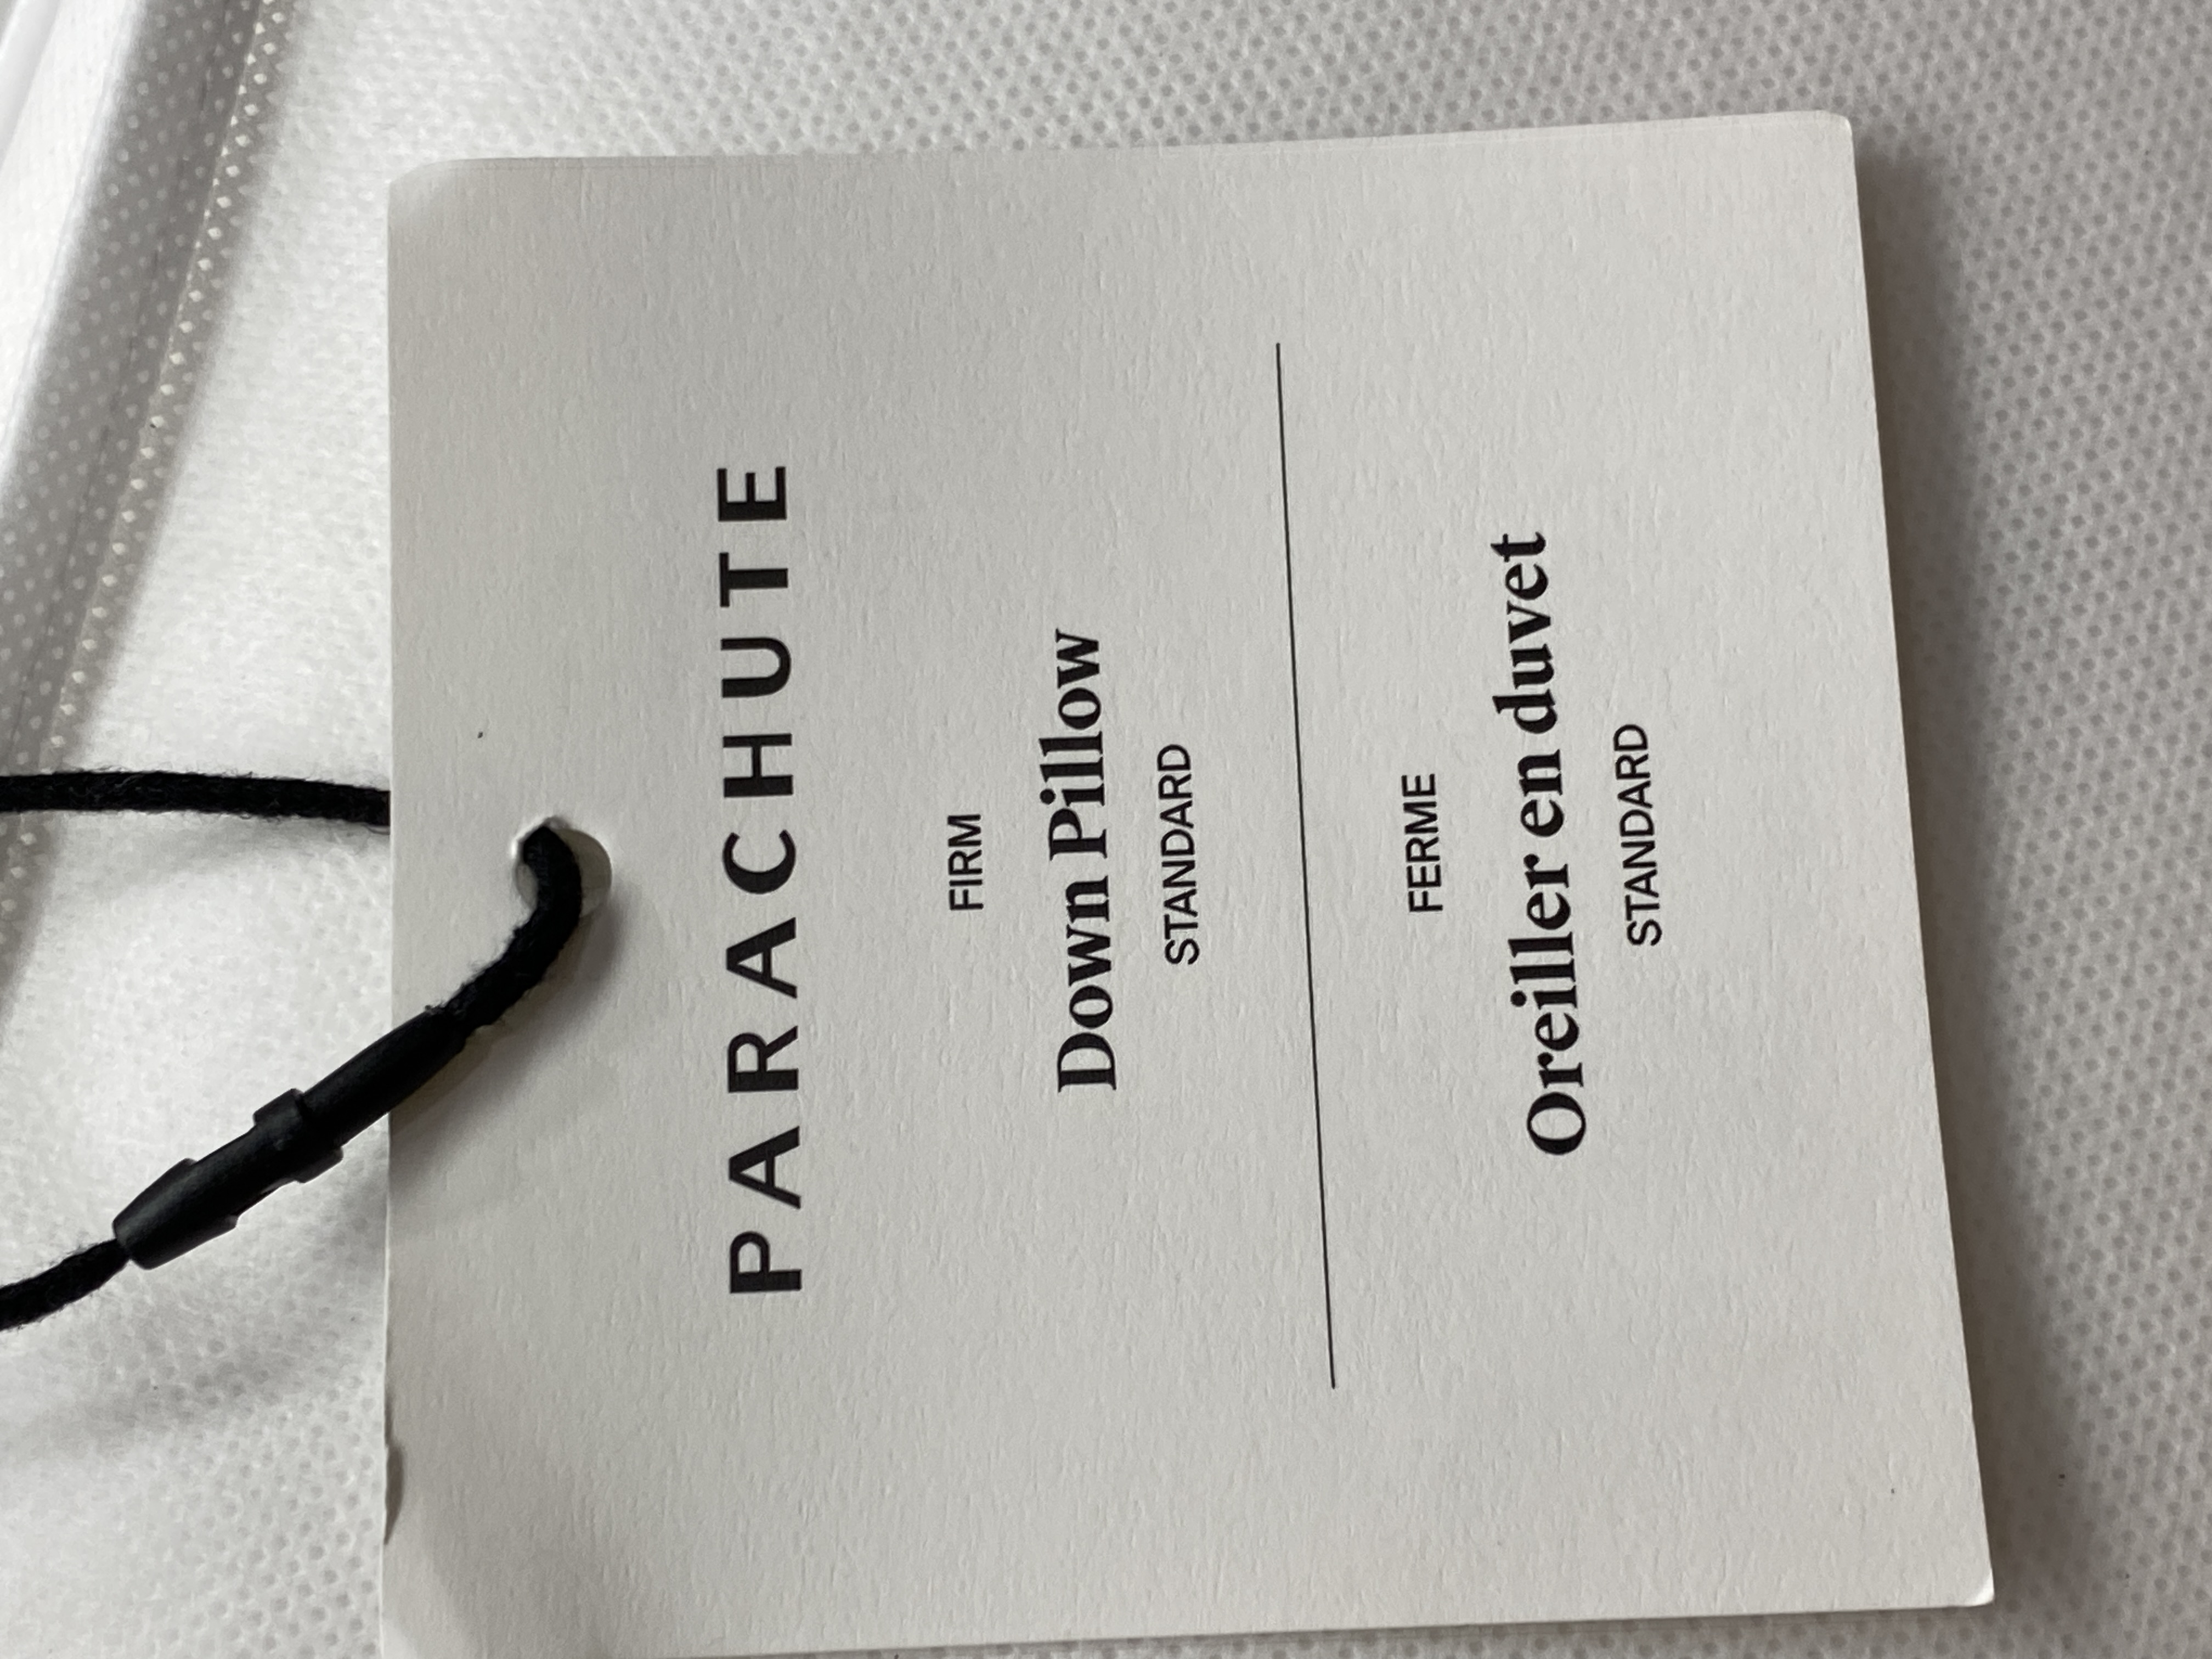 PARACHUTE
FIRM
Down Pillow
STANDARD
FERME
Oreiller en duvet
STANDARD